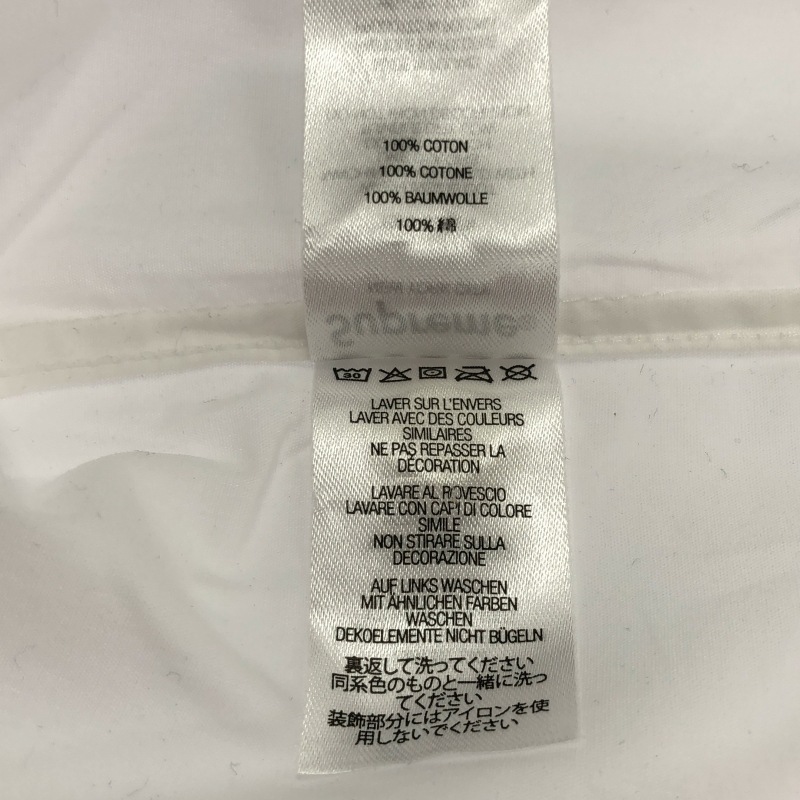 100% COTON
100% COTONE
100% BAUMWOLLE
100% 綿
Supreme®
30
LAVER SUR L'ENVERS
LAVER AVEC DES COULEURS
SIMILAIRES
NE PAS REPASSER LA
DÉCORATION
LAVARE AL ROVESCIO
LAVARE CON CAPI DI COLORE
SIMILE
NON STIRARE SULLA
DECORAZIONE
AUF LINKS WASCHEN
MIT ÄHNLICHEN FARBEN
WASCHEN
DEKOELEMENTE NICHT BÜGELN
裏返して洗ってください
同系色のものと一緒に洗っ
てください
装飾部分にはアイロンを使
用しないでください